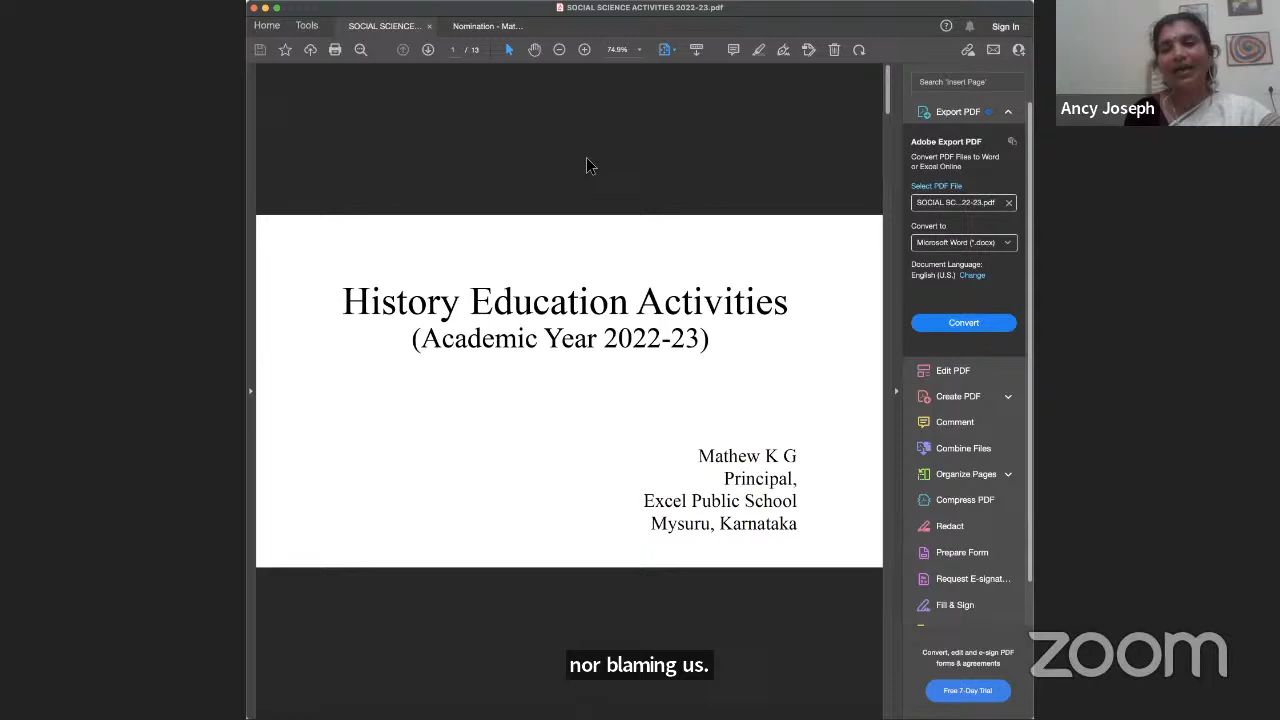 SOCIAL SCIENCE ACTIVITIES 2022-23.pdf
Home
Tools
SOCIAL SCIENCE... ×
Nomination - Mat...
Sign In
1 / 13
74.9%
Search 'Insert Page'
Export PDF
Adobe Export PDF
Convert PDF Files to Word
or Excel Online
Select PDF File
SOCIAL SC...22-23.pdf
Convert to
Microsoft Word (*.docx)
Document Language:
English (U.S.) Change
Convert
Edit PDF
Create PDF
Comment
Combine Files
Organize Pages
Compress PDF
Redact
Prepare Form
Request E-signat...
Fill & Sign
Convert, edit and e-sign PDF
forms & agreements
Free 7-Day Trial
History Education Activities
(Academic Year 2022-23)
Mathew K G
Principal,
Excel Public School
Mysuru, Karnataka
nor blaming us.
Ancy Joseph
zoom